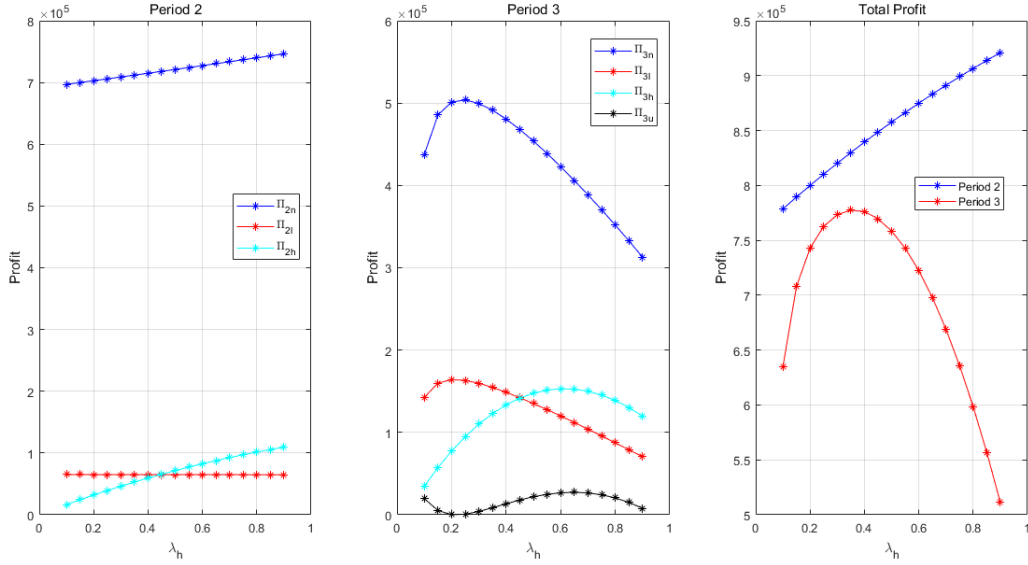 Period 2
×10⁵
8
7
6
5
4
3
2
1
0
Profit
0 0.2 0.4 0.6 0.8 1
λh
Π2n
Π2l
Π2h
Period 3
×10⁵
6
5
4
3
2
1
0
Profit
0 0.2 0.4 0.6 0.8 1
λh
Π3n
Π3l
Π3h
Π3u
Total Profit
×10⁵
9.5
9
8.5
8
7.5
7
6.5
6
5.5
5
Profit
0 0.2 0.4 0.6 0.8 1
λh
Period 2
Period 3